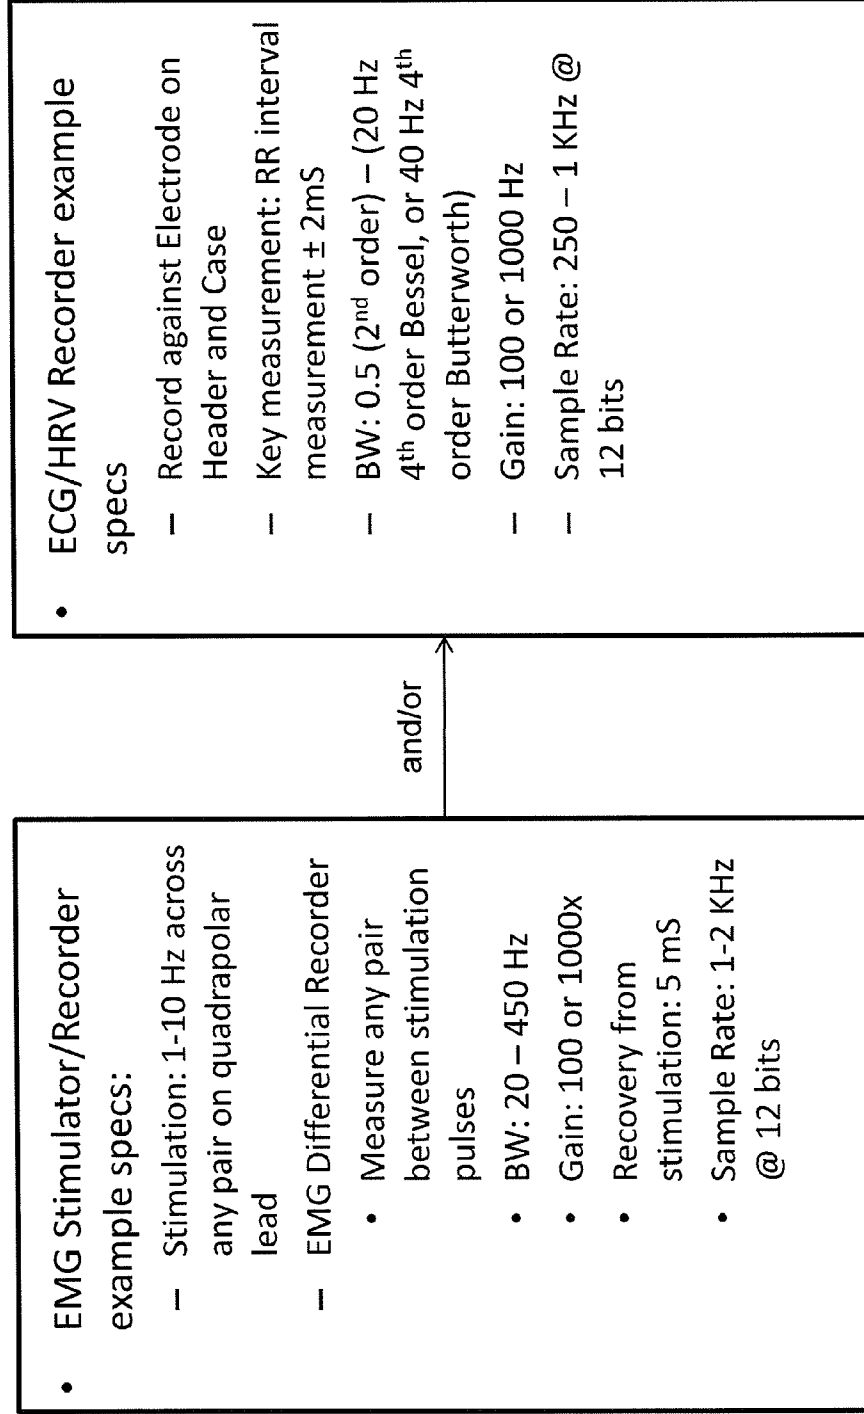 • EMG Stimulator/Recorder
example specs:
– Stimulation: 1-10 Hz across
any pair on quadrapolar
lead
– EMG Differential Recorder
• Measure any pair
between stimulation
pulses
• BW: 20 – 450 Hz
• Gain: 100 or 1000x
• Recovery from
stimulation: 5 mS
• Sample Rate: 1-2 KHz
@ 12 bits
and/or
• ECG/HRV Recorder example
specs
– Record against Electrode on
Header and Case
– Key measurement: RR interval
measurement ± 2mS
– BW: 0.5 (2nd order) – (20 Hz
4th order Bessel, or 40 Hz 4th
order Butterworth)
– Gain: 100 or 1000 Hz
– Sample Rate: 250 – 1 KHz @
12 bits